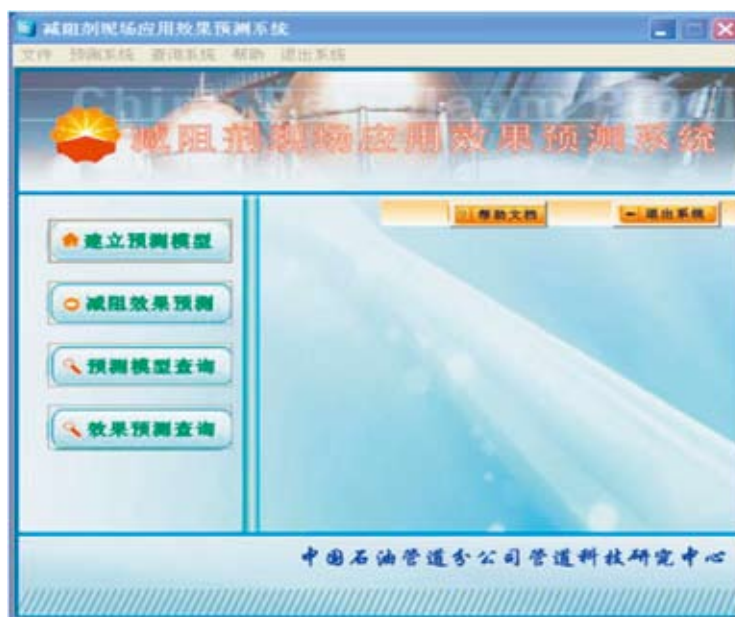 减阻剂现场应用效果预测系统
文件 预测系统 查询系统 帮助 退出系统
减阻剂现场应用效果预测系统
帮助文档 退出系统
建立预测模型
减阻效果预测
预测模型查询
效果预测查询
中国石油管道分公司管道科技研究中心